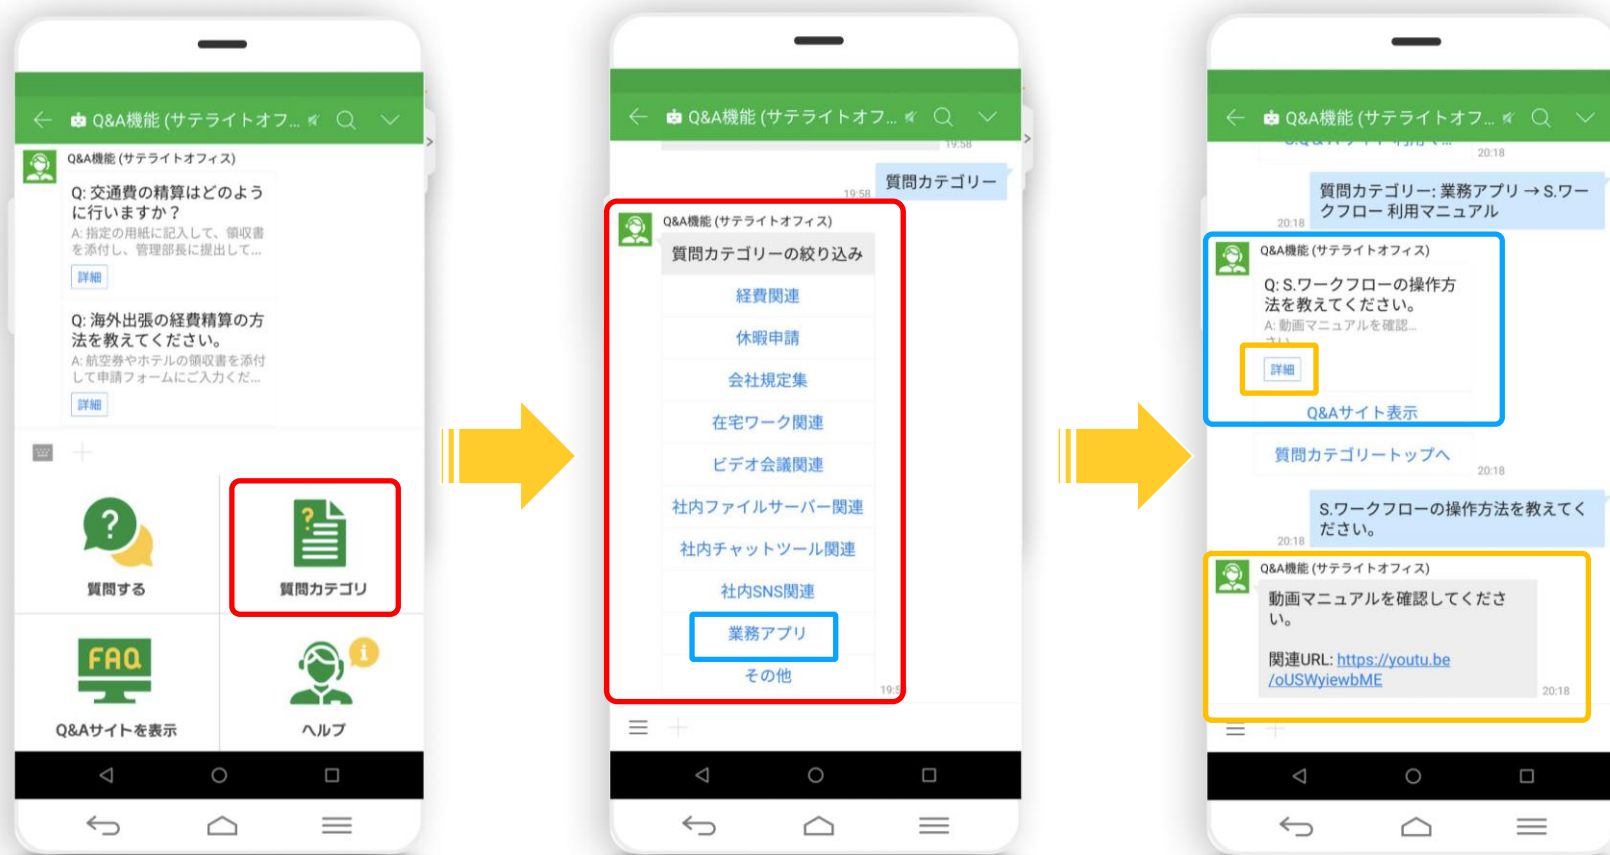 Q&A機能 (サテライトオフ...
Q&A機能 (サテライトオフィス)
Q: 交通費の精算はどのよう
に行いますか？
A: 指定の用紙に記入して、領収書
を添付し、管理部長に提出して...
詳細
Q: 海外出張の経費精算の方
法を教えてください。
A: 航空券やホテルの領収書を添付
して申請フォームにご入力くだ...
詳細
質問する
質問カテゴリ
FAQ
Q&Aサイトを表示
ヘルプ
Q&A機能 (サテライトオフ...
19:58
質問カテゴリー
19:58
Q&A機能 (サテライトオフィス)
質問カテゴリーの絞り込み
経費関連
休暇申請
会社規定集
在宅ワーク関連
ビデオ会議関連
社内ファイルサーバー関連
社内チャットツール関連
社内SNS関連
業務アプリ
その他
Q&A機能 (サテライトオフ...
20:18
質問カテゴリー: 業務アプリ → S.ワー
クフロー 利用マニュアル
20:18
Q&A機能 (サテライトオフィス)
Q: S.ワークフローの操作方
法を教えてください。
A: 動画マニュアルを確認...
詳細
Q&Aサイト表示
質問カテゴリートップへ
20:18
S.ワークフローの操作方法を教えてく
ださい。
20:18
Q&A機能 (サテライトオフィス)
動画マニュアルを確認してくださ
い。
関連URL: https://youtu.be
/oUSWyiewbME
20:18